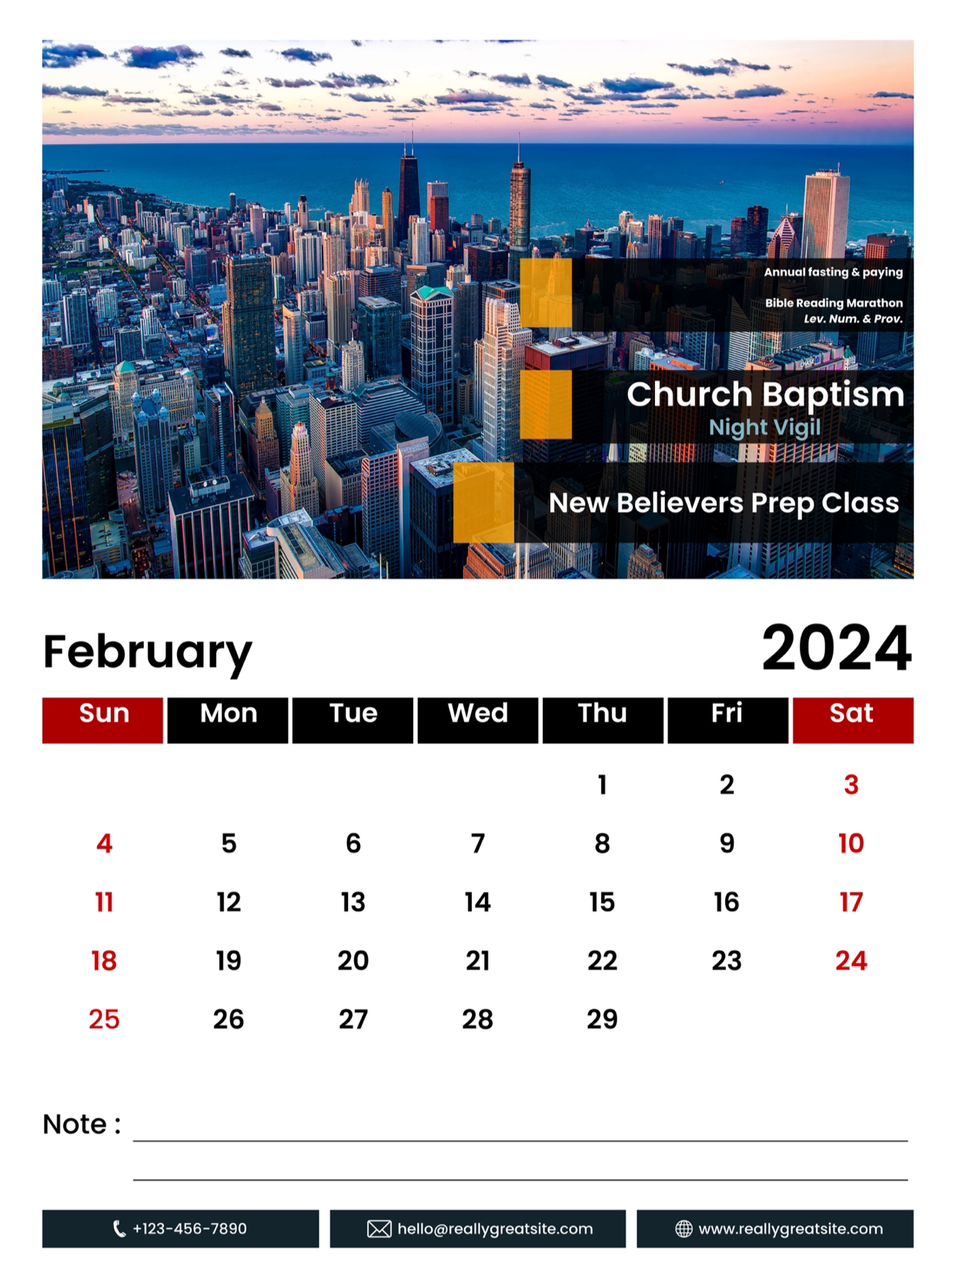 Annual fasting & paying
Bible Reading Marathon
Lev. Num. & Prov.
Church Baptism
Night Vigil
New Believers Prep Class
February 2024
Sun Mon Tue Wed Thu Fri Sat
1 2 3
4 5 6 7 8 9 10
11 12 13 14 15 16 17
18 19 20 21 22 23 24
25 26 27 28 29
Note :
+123-456-7890 hello@reallygreatsite.com www.reallygreatsite.com